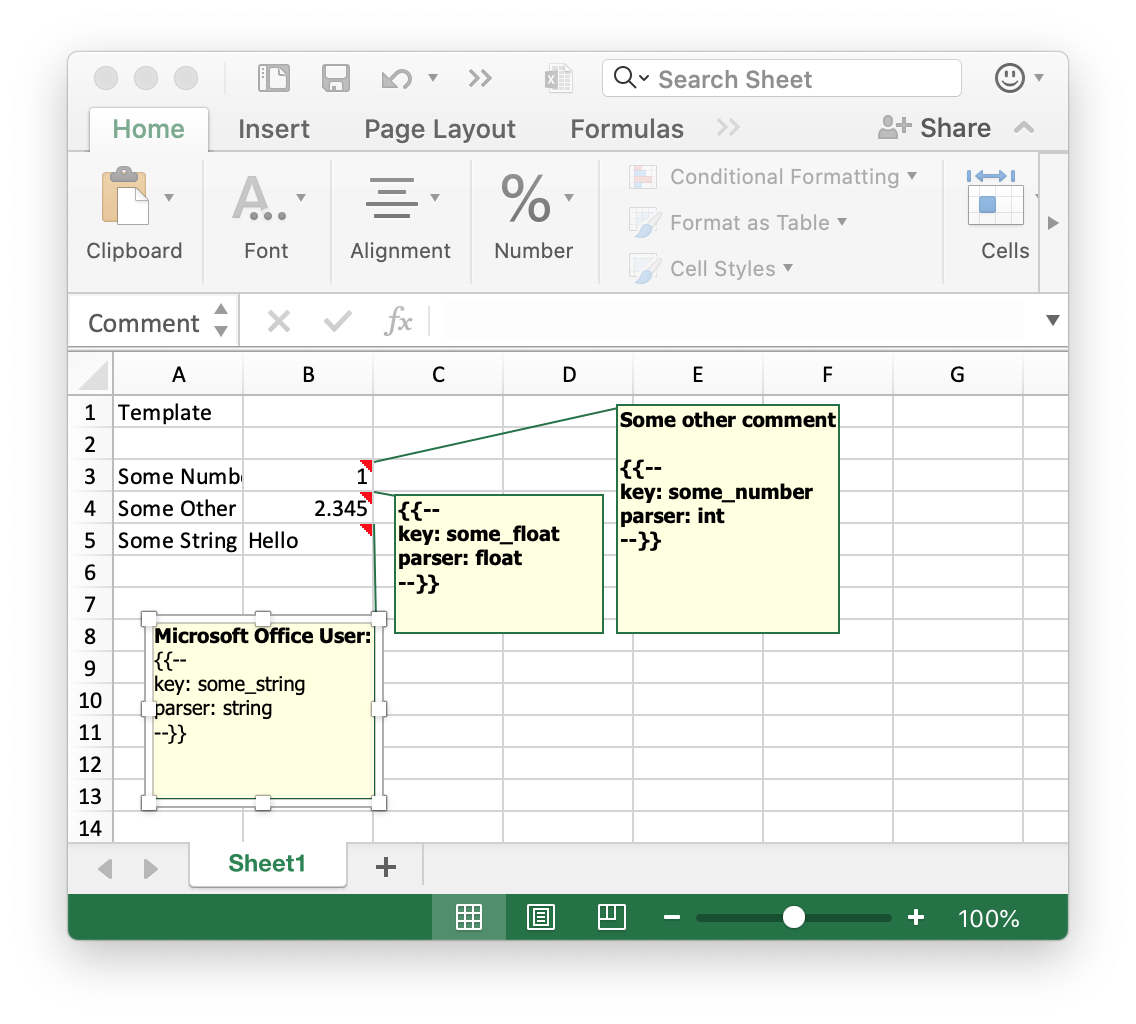 Search Sheet
Home Insert Page Layout Formulas Share
Clipboard Font Alignment % Number Conditional Formatting Format as Table Cell Styles Cells
Comment fx
A B C D E F G
1 Template
2
3 Some Numb 1
4 Some Other 2.345
5 Some String Hello
6
7
8
9
10
11
12
13
14
Some other comment
{{--
key: some_number
parser: int
--}}
{{--
key: some_float
parser: float
--}}
Microsoft Office User:
{{--
key: some_string
parser: string
--}}
Sheet1 +
100%